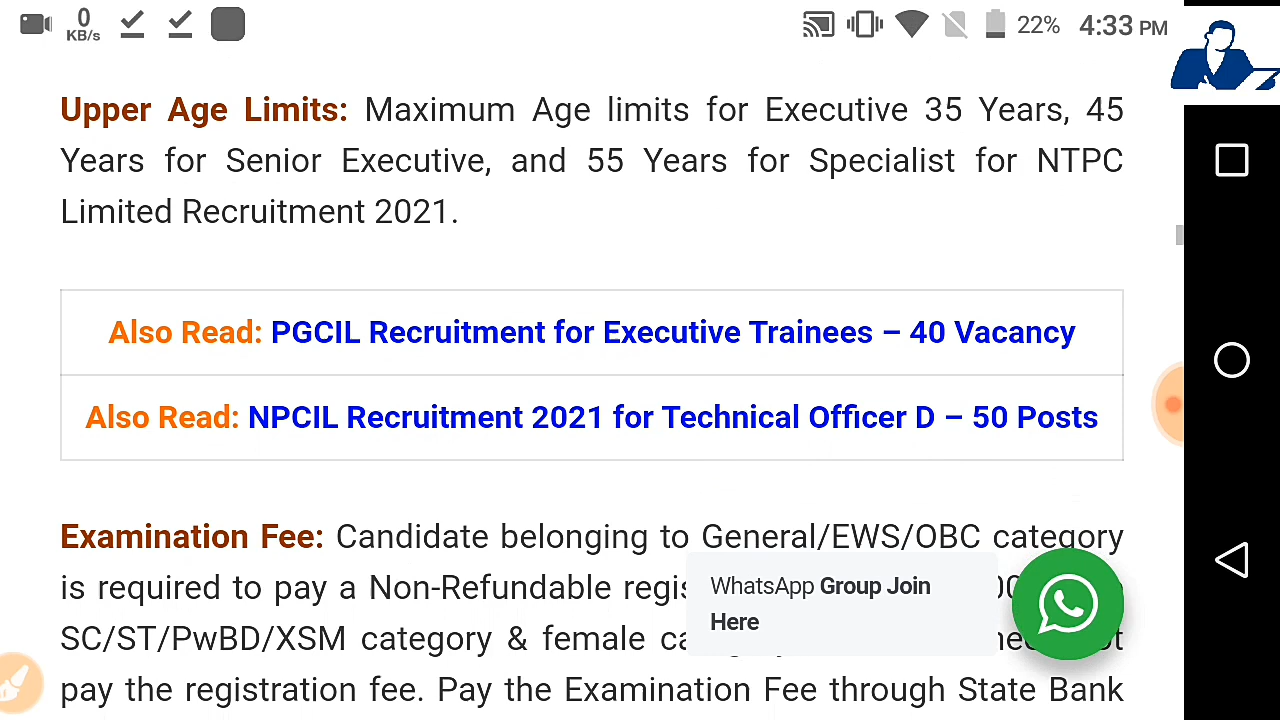 0
KB/s
22% 4:33 PM
Upper Age Limits: Maximum Age limits for Executive 35 Years, 45
Years for Senior Executive, and 55 Years for Specialist for NTPC
Limited Recruitment 2021.
Also Read: PGCIL Recruitment for Executive Trainees – 40 Vacancy
Also Read: NPCIL Recruitment 2021 for Technical Officer D – 50 Posts
Examination Fee: Candidate belonging to General/EWS/OBC category
is required to pay a Non-Refundable
SC/ST/PwBD/XSM category & female
pay the registration fee. Pay the Examination Fee through State Bank
WhatsApp Group Join
Here